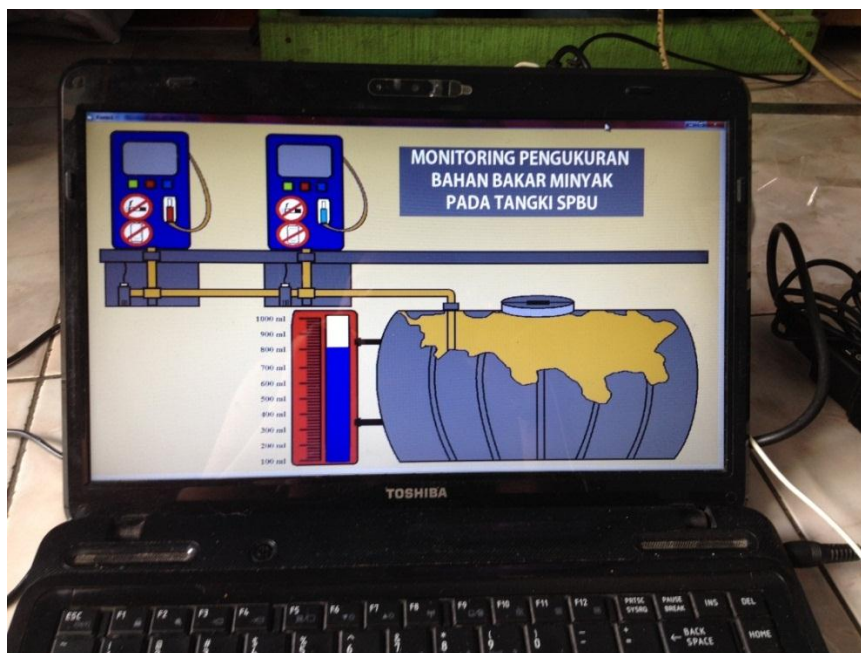 MONITORING PENGUKURAN
BAHAN BAKAR MINYAK
PADA TANGKI SPBU
1000 ml
900 ml
800 ml
700 ml
600 ml
500 ml
400 ml
300 ml
200 ml
100 ml
TOSHIBA
ESC F1 F2 F3 F4 F5 F6 F7 F8 F9 F10 F11 F12 PRTSC SYSRQ PAUSE BREAK INS DEL
BACK SPACE HOME